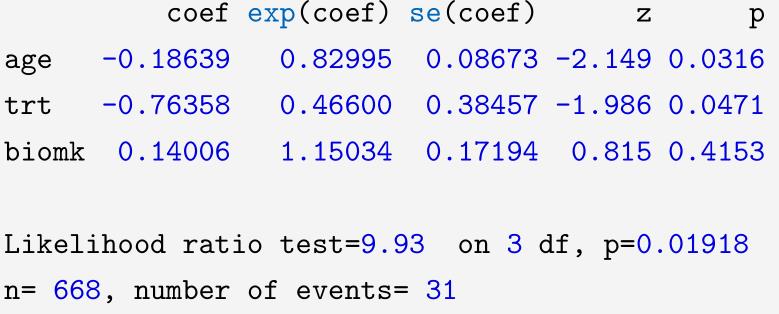 coef exp(coef) se(coef) z p
age -0.18639 0.82995 0.08673 -2.149 0.0316
trt -0.76358 0.46600 0.38457 -1.986 0.0471
biomk 0.14006 1.15034 0.17194 0.815 0.4153
Likelihood ratio test=9.93 on 3 df, p=0.01918
n= 668, number of events= 31